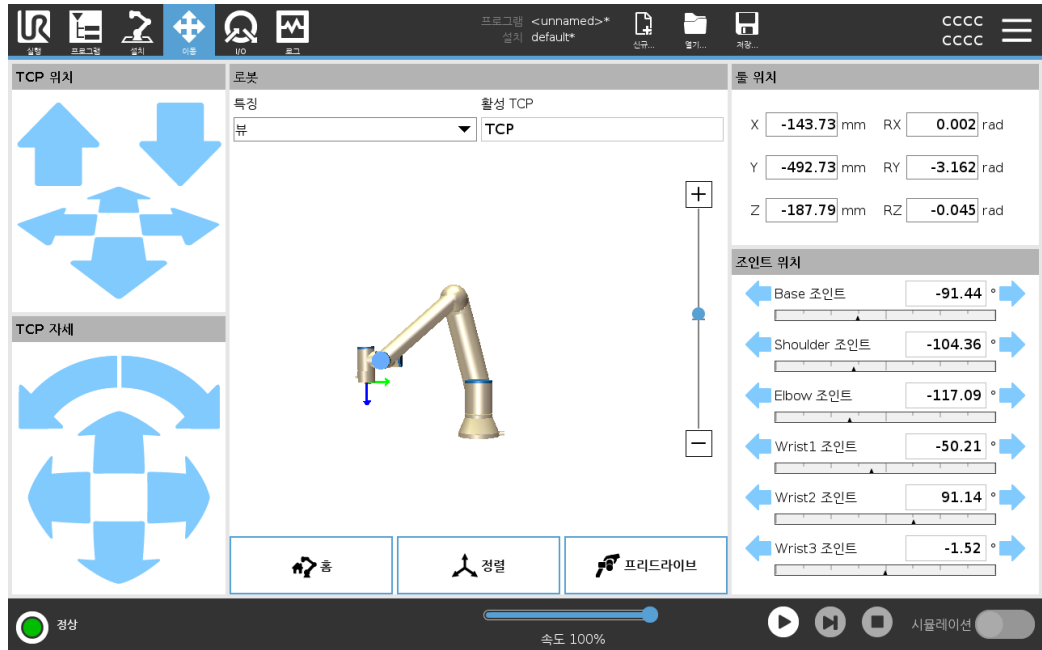 UR
실행
프로그램
설치
이동
I/O
로그
프로그램 <unnamed>*
설치 default*
신규...
열기...
저장...
CCCC
CCCC
TCP 위치
로봇
툴 위치
특징
활성 TCP
뷰
TCP
X -143.73 mm RX 0.002 rad
Y -492.73 mm RY -3.162 rad
Z -187.79 mm RZ -0.045 rad
조인트 위치
Base 조인트 -91.44 °
Shoulder 조인트 -104.36 °
Elbow 조인트 -117.09 °
Wrist1 조인트 -50.21 °
Wrist2 조인트 91.14 °
Wrist3 조인트 -1.52 °
TCP 자세
홈
정렬
프리드라이브
정상
속도 100%
시뮬레이션